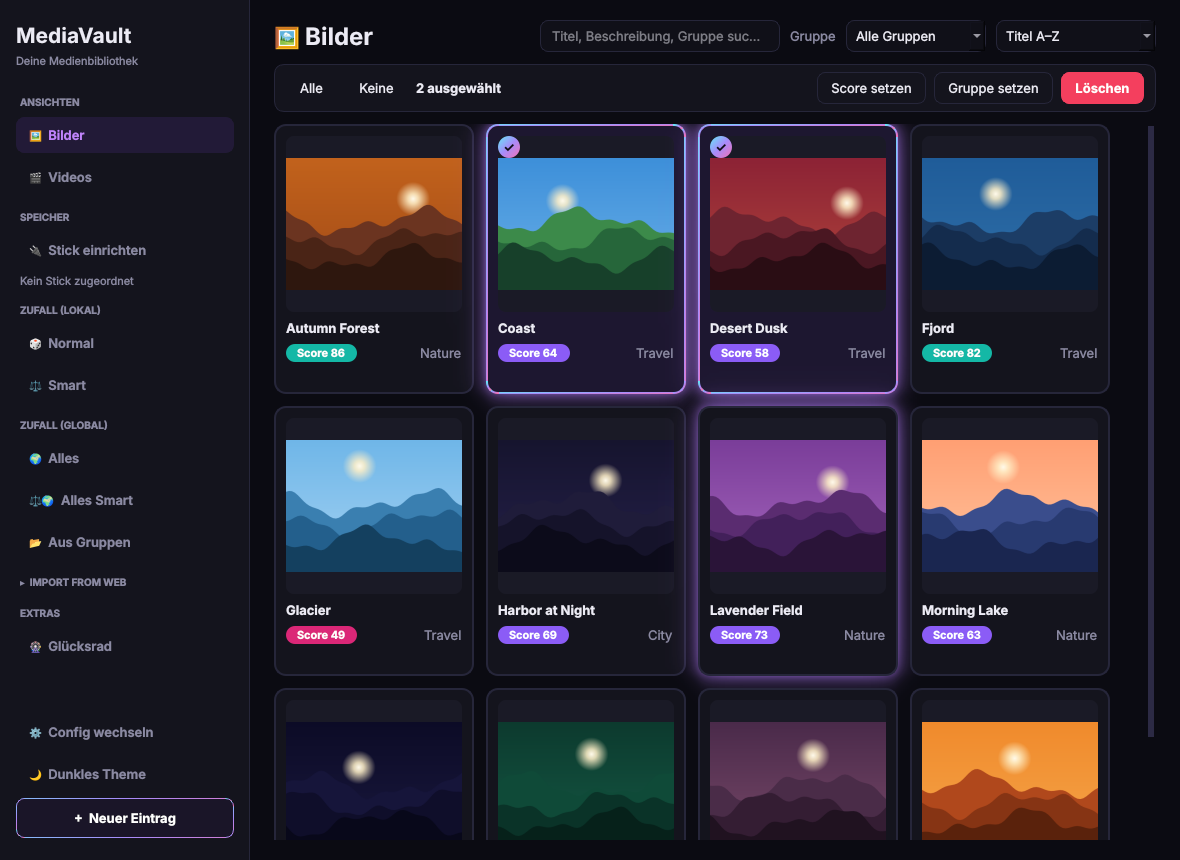 MediaVault
Deine Medienbibliothek
ANSICHTEN
Bilder
Videos
SPEICHER
Stick einrichten
Kein Stick zugeordnet
ZUFALL (LOKAL)
Normal
Smart
ZUFALL (GLOBAL)
Alles
Alles Smart
Aus Gruppen
▸ IMPORT FROM WEB
EXTRAS
Glücksrad
Config wechseln
Dunkles Theme
+ Neuer Eintrag
Bilder
Titel, Beschreibung, Gruppe suc...
Gruppe
Alle Gruppen
Titel A–Z
Alle
Keine
2 ausgewählt
Score setzen
Gruppe setzen
Löschen
Autumn Forest
Score 86
Nature
Coast
Score 64
Travel
Desert Dusk
Score 58
Travel
Fjord
Score 82
Travel
Glacier
Score 49
Travel
Harbor at Night
Score 69
City
Lavender Field
Score 73
Nature
Morning Lake
Score 63
Nature